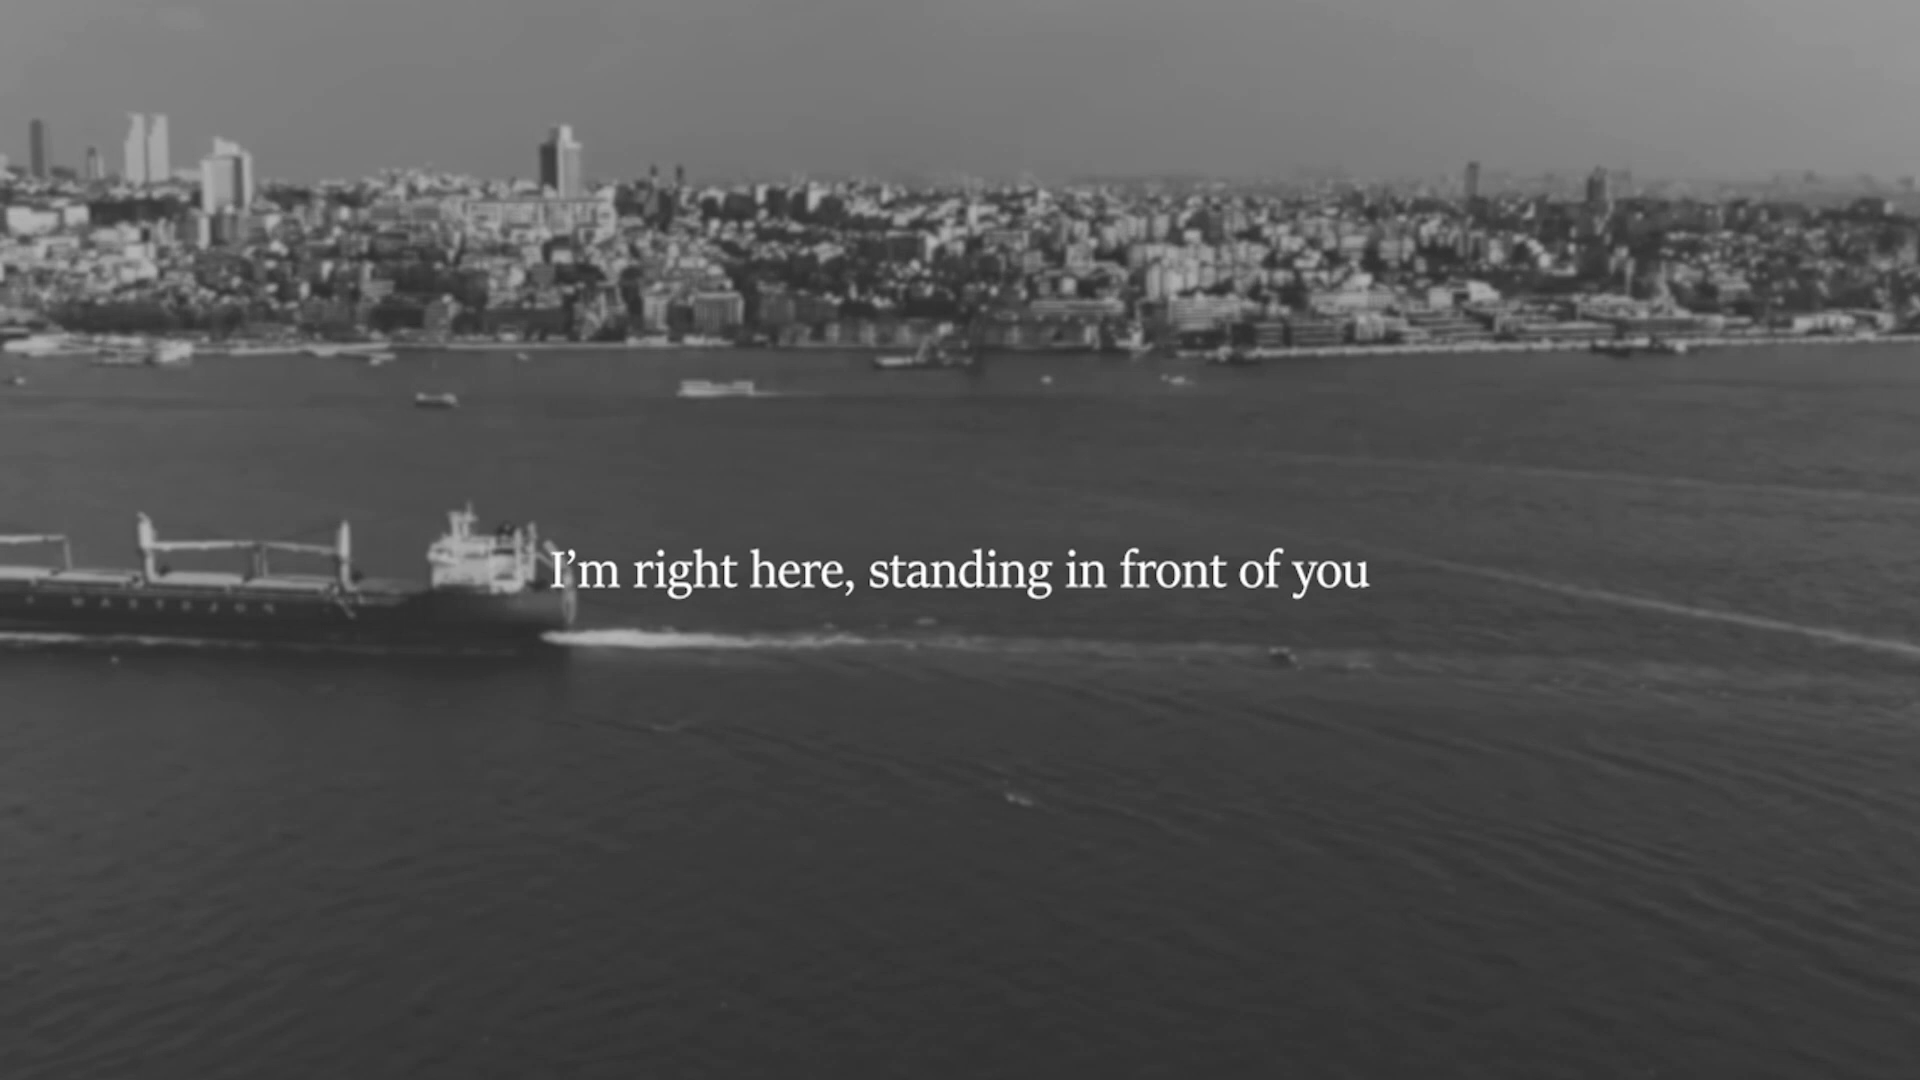 I’m right here, standing in front of you